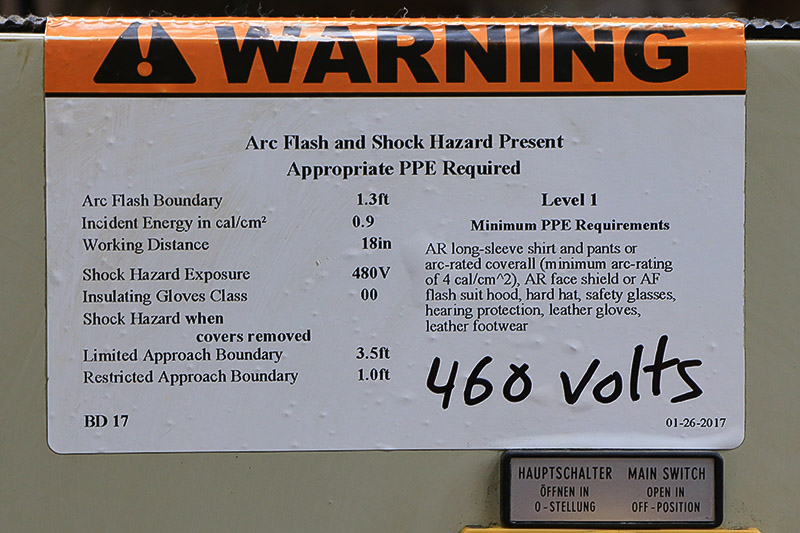 WARNING
Arc Flash and Shock Hazard Present
Appropriate PPE Required
Arc Flash Boundary 1.3ft
Incident Energy in cal/cm² 0.9
Working Distance 18in
Shock Hazard Exposure 480V
Insulating Gloves Class 00
Shock Hazard when
covers removed
Limited Approach Boundary 3.5ft
Restricted Approach Boundary 1.0ft
BD 17
Level 1
Minimum PPE Requirements
AR long-sleeve shirt and pants or
arc-rated coverall (minimum arc-rating
of 4 cal/cm^2), AR face shield or AF
flash suit hood, hard hat, safety glasses,
hearing protection, leather gloves,
leather footwear
460 volts
01-26-2017
HAUPTSCHALTER
ÖFFNEN IN
0-STELLUNG
MAIN SWITCH
OPEN IN
OFF-POSITION